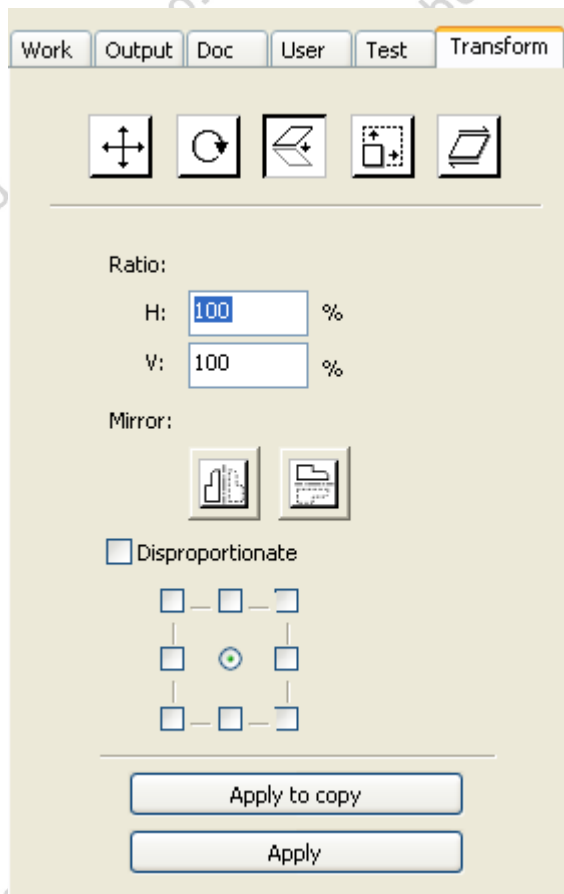 Work Output Doc User Test Transform
Ratio:
H: 100 %
V: 100 %
Mirror:
Disproportionate
Apply to copy
Apply